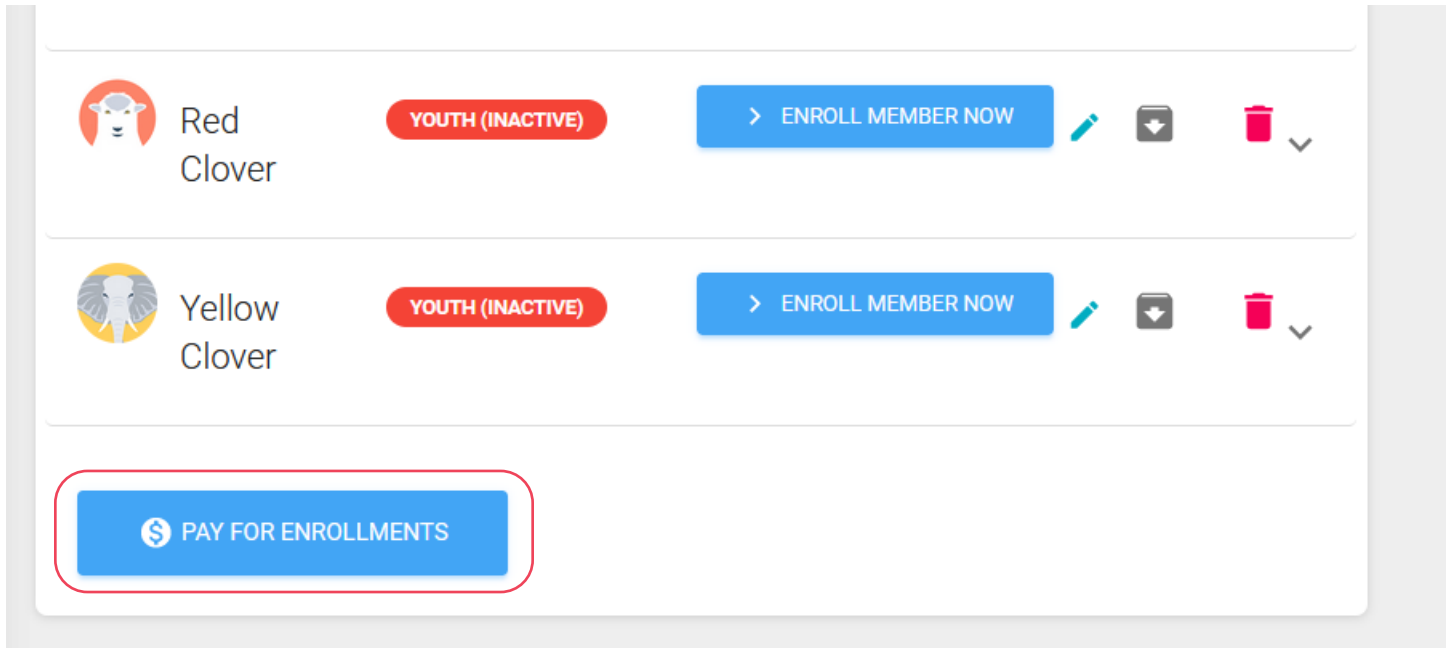 Red
Clover
YOUTH (INACTIVE)
ENROLL MEMBER NOW
Yellow
Clover
YOUTH (INACTIVE)
ENROLL MEMBER NOW
PAY FOR ENROLLMENTS